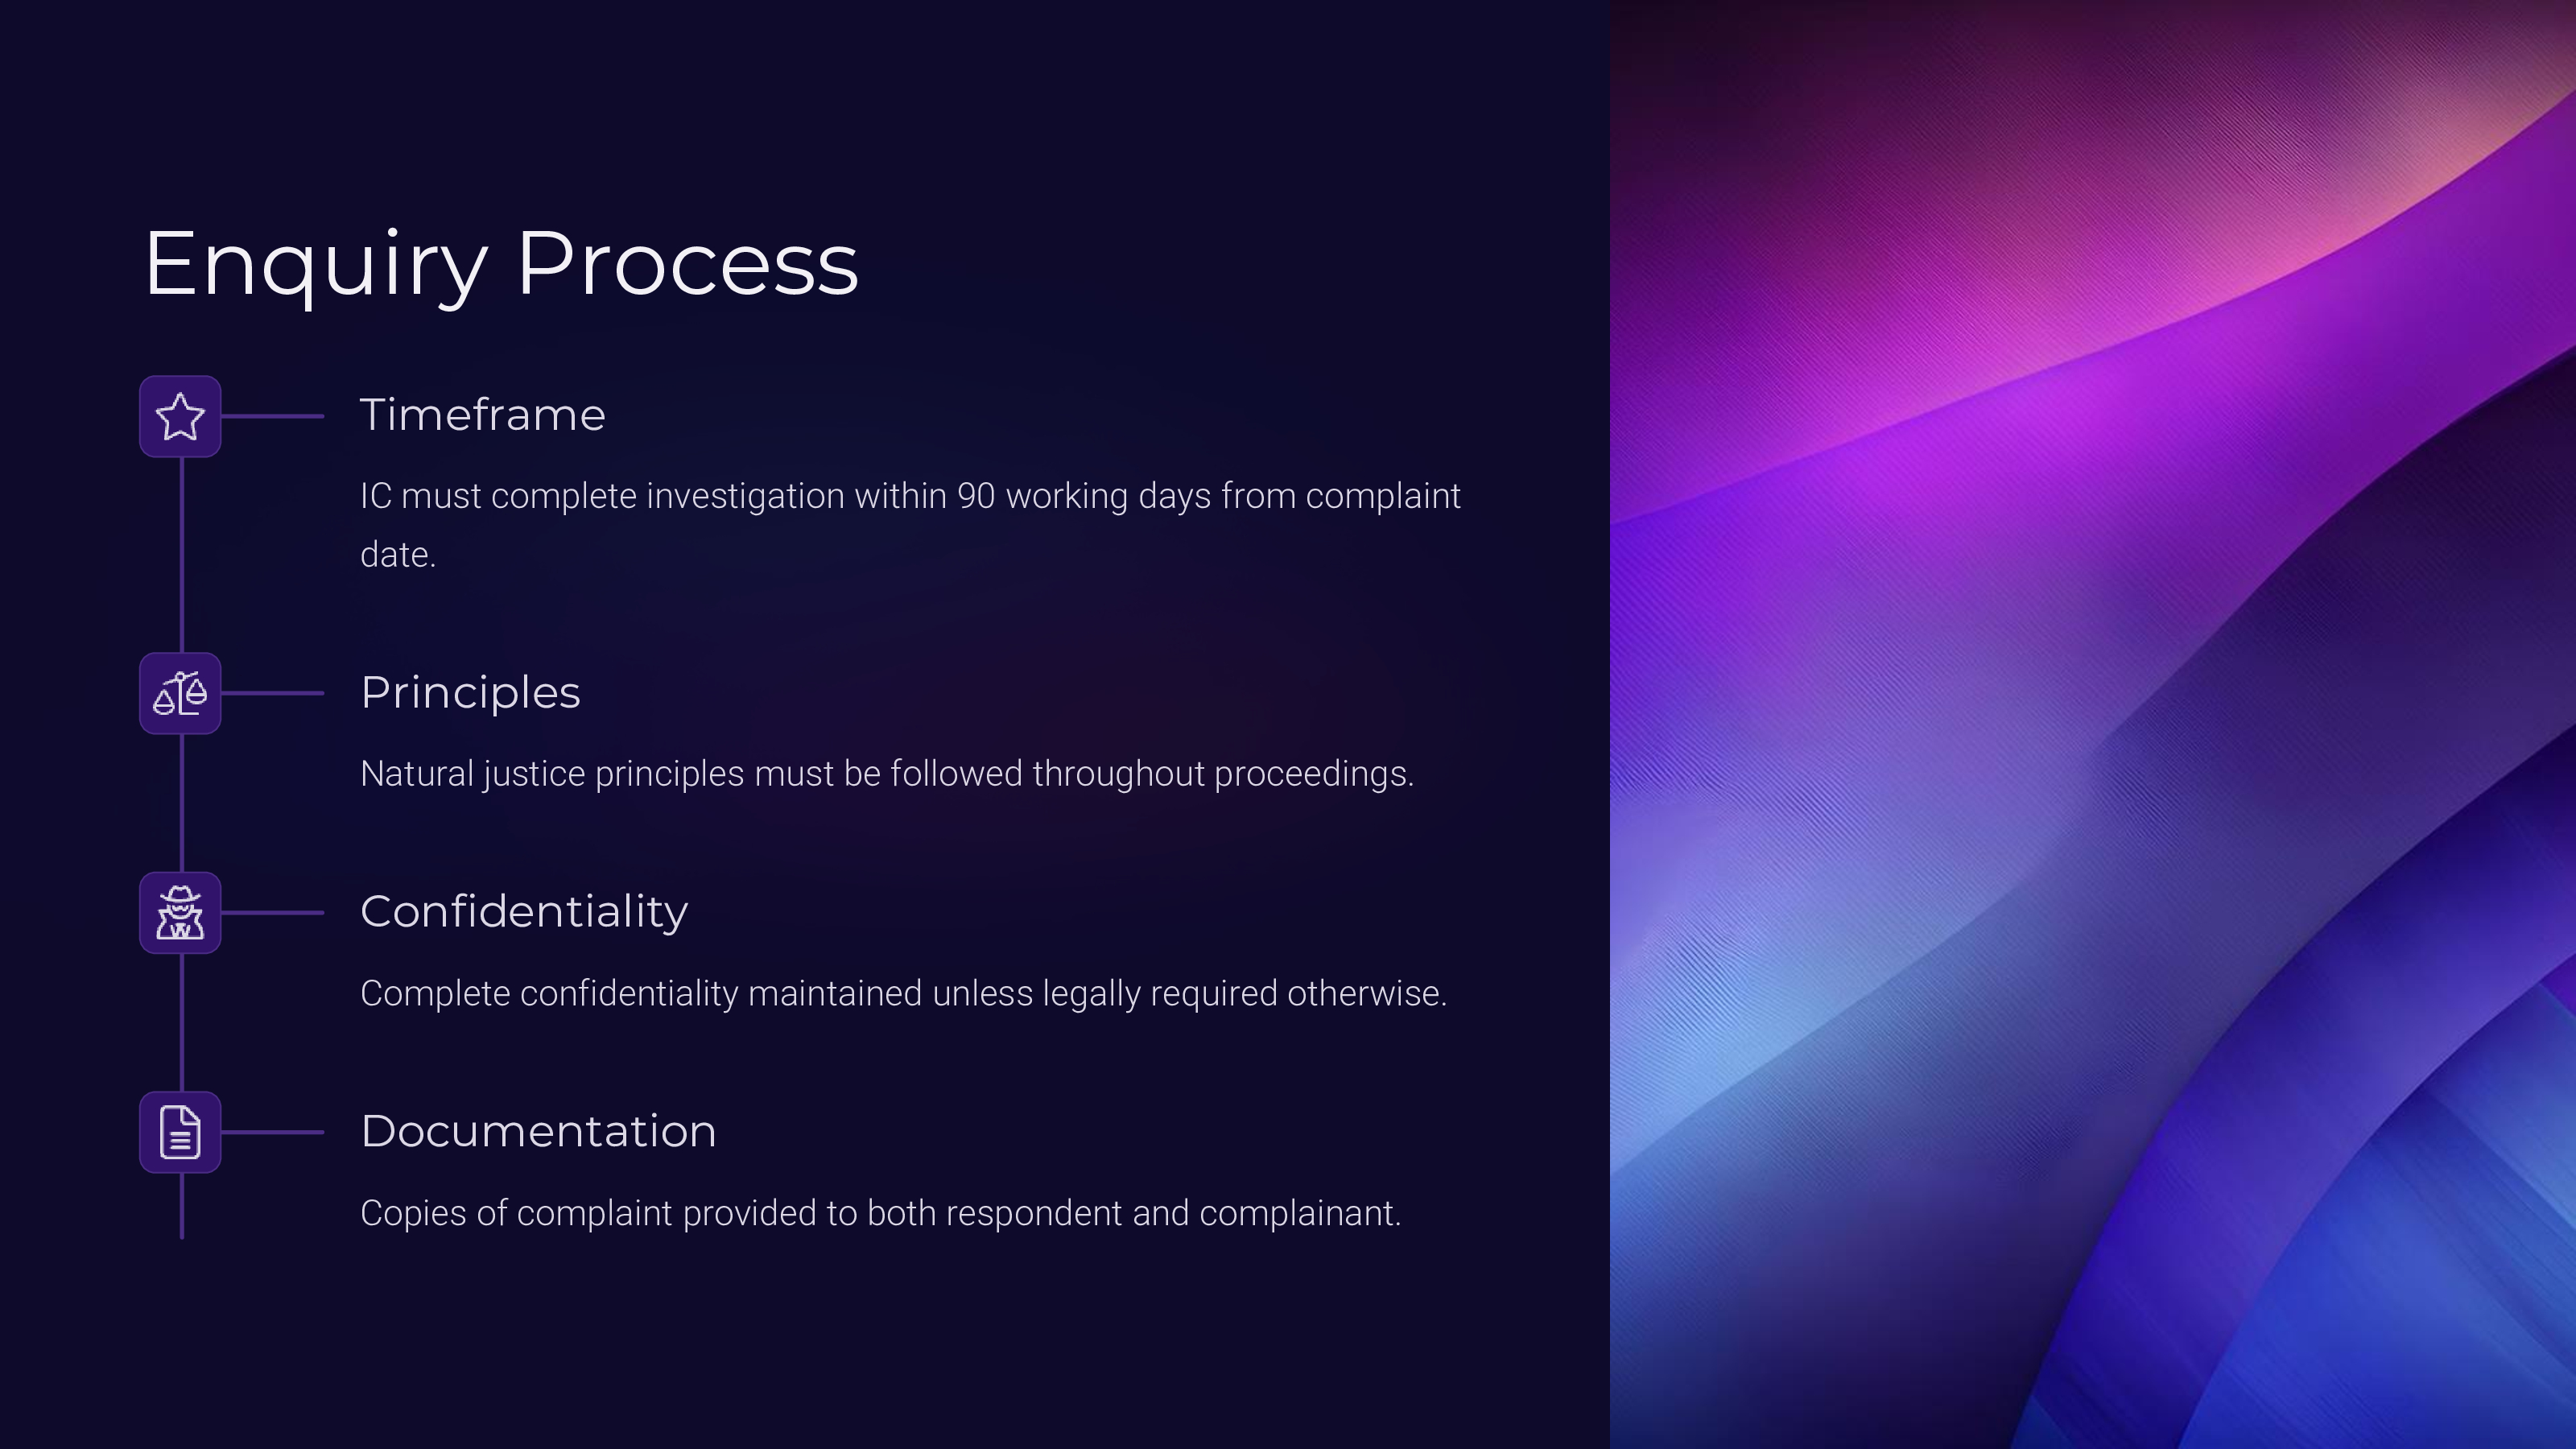 Enquiry Process
Timeframe
IC must complete investigation within 90 working days from complaint
date.
Principles
Natural justice principles must be followed throughout proceedings.
Confidentiality
Complete confidentiality maintained unless legally required otherwise.
Documentation
Copies of complaint provided to both respondent and complainant.